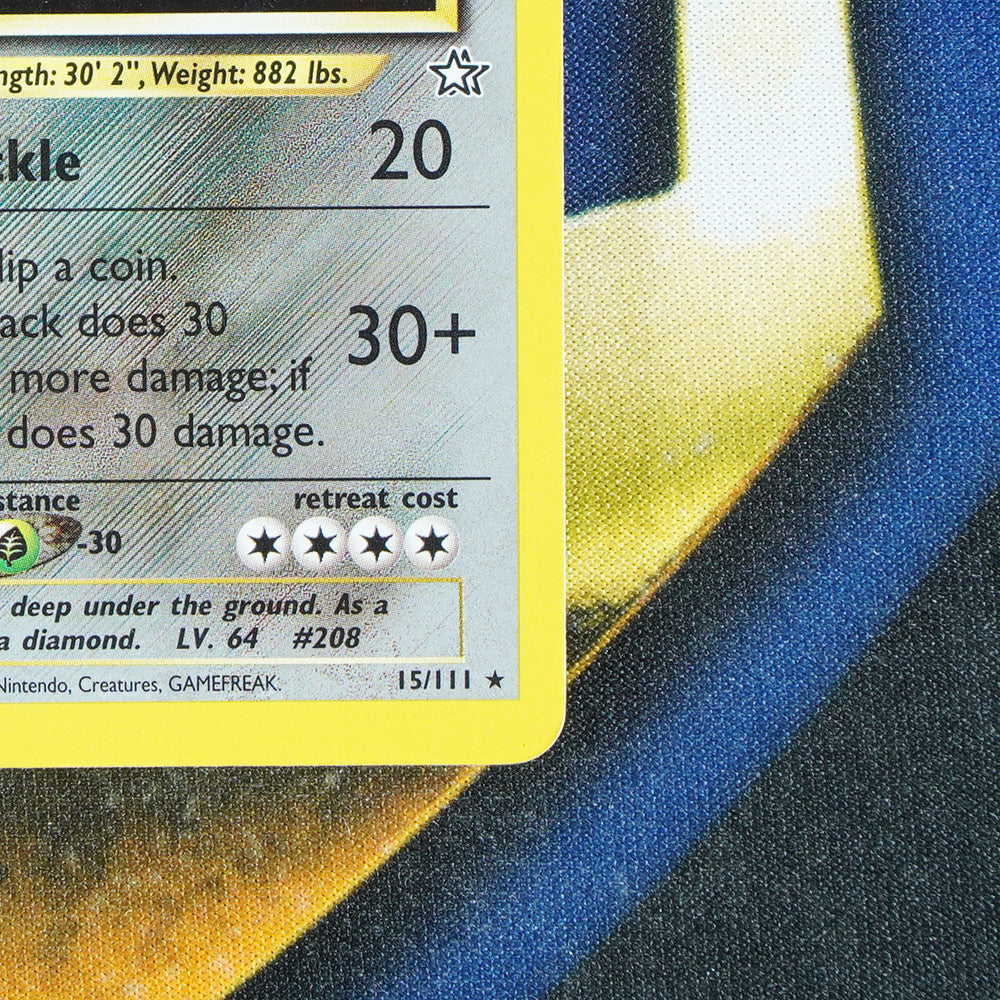 ngth: 30' 2", Weight: 882 lbs.
kle 20
lip a coin.
ack does 30
30+
more damage; if
does 30 damage.
stance retreat cost
-30
deep under the ground. As a
a diamond. LV. 64 #208
Nintendo, Creatures, GAMEFREAK. 15/111 ★